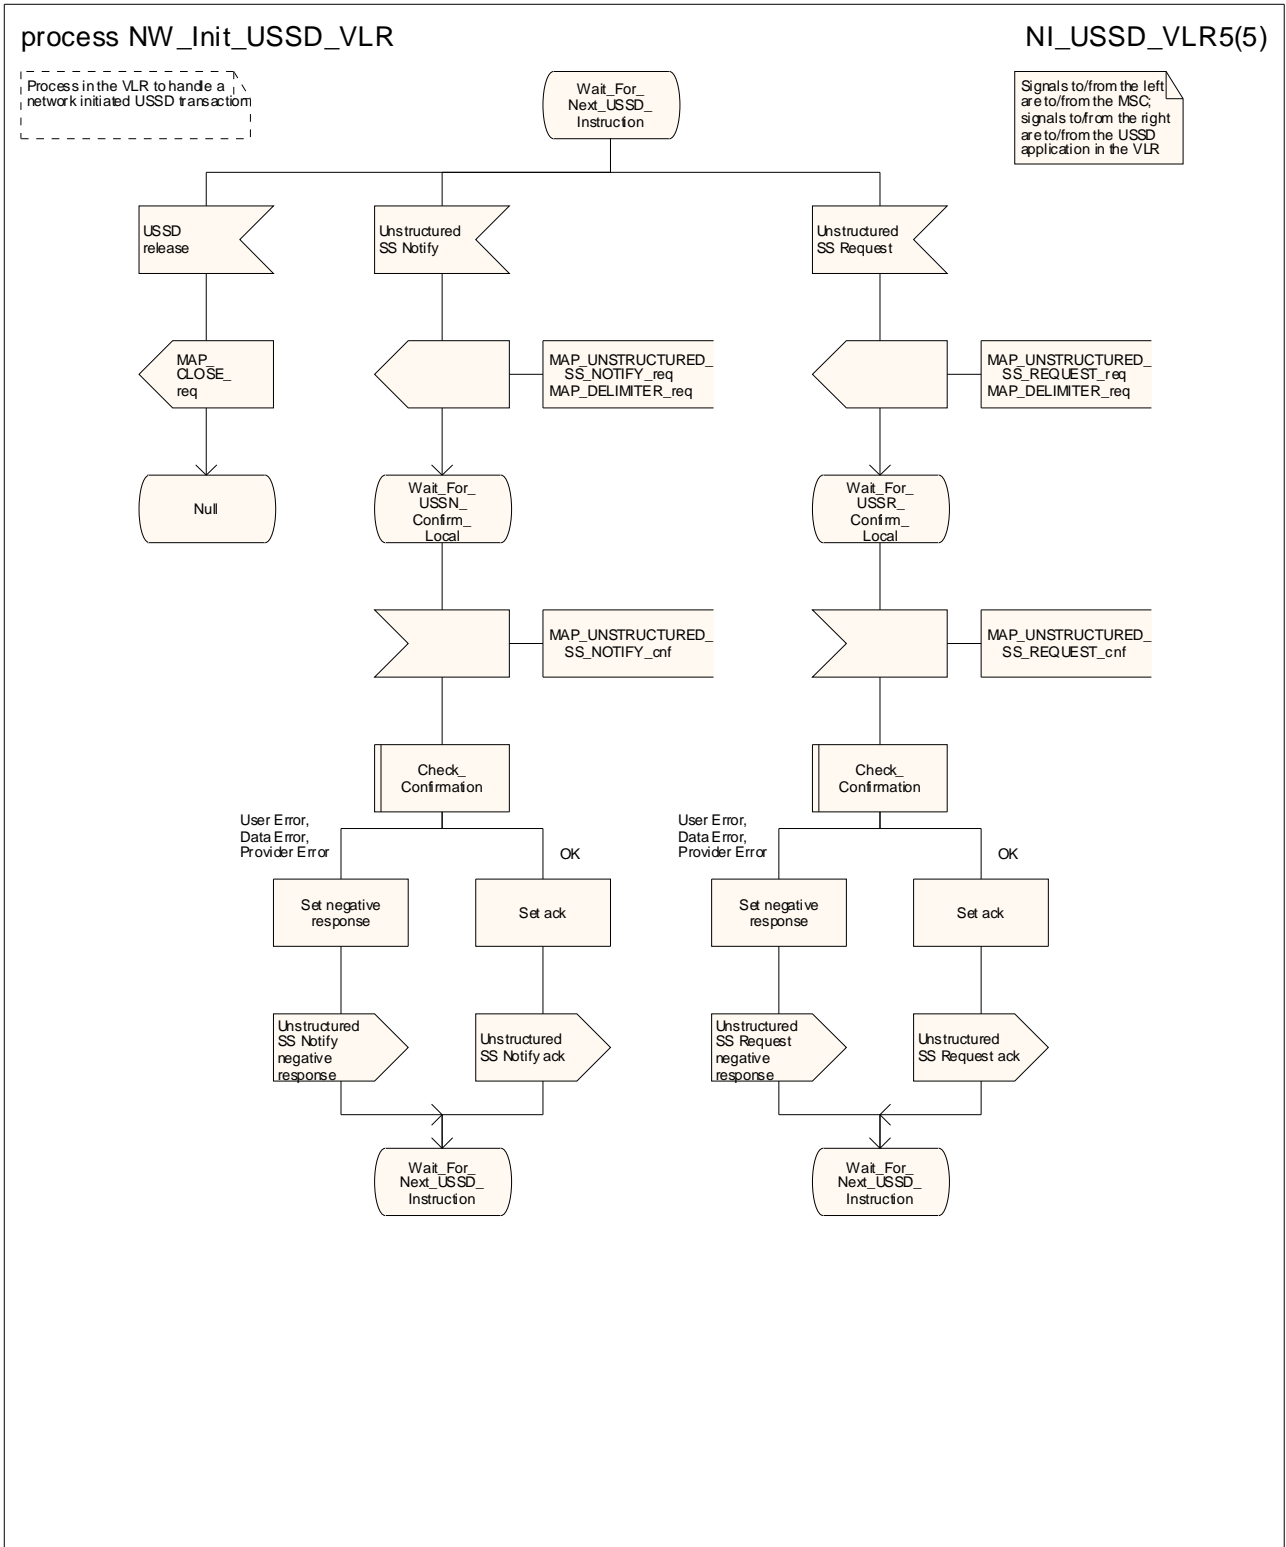 process NW_Init_USSD_VLR
NI_USSD_VLR5(5)
Process in the VLR to handle a
network initiated USSD transaction
Wait_For_
Next_USSD_
Instruction
Signals to/from the left
are to/from the MSC;
signals to/from the right
are to/from the USSD
application in the VLR
USSD
release
Unstructured
SS Notify
Unstructured
SS Request
MAP_
CLOSE_
req
MAP_UNSTRUCTURED_
SS_NOTIFY_req
MAP_DELIMITER_req
MAP_UNSTRUCTURED_
SS_REQUEST_req
MAP_DELIMITER_req
Null
Wait_For_
USSN_
Confirm_
Local
Wait_For_
USSR_
Confirm_
Local
MAP_UNSTRUCTURED_
SS_NOTIFY_cnf
MAP_UNSTRUCTURED_
SS_REQUEST_cnf
Check_
Confirmation
Check_
Confirmation
User Error,
Data Error,
Provider Error
OK
User Error,
Data Error,
Provider Error
OK
Set negative
response
Set ack
Set negative
response
Set ack
Unstructured
SS Notify
negative
response
Unstructured
SS Notify ack
Unstructured
SS Request
negative
response
Unstructured
SS Request ack
Wait_For_
Next_USSD_
Instruction
Wait_For_
Next_USSD_
Instruction